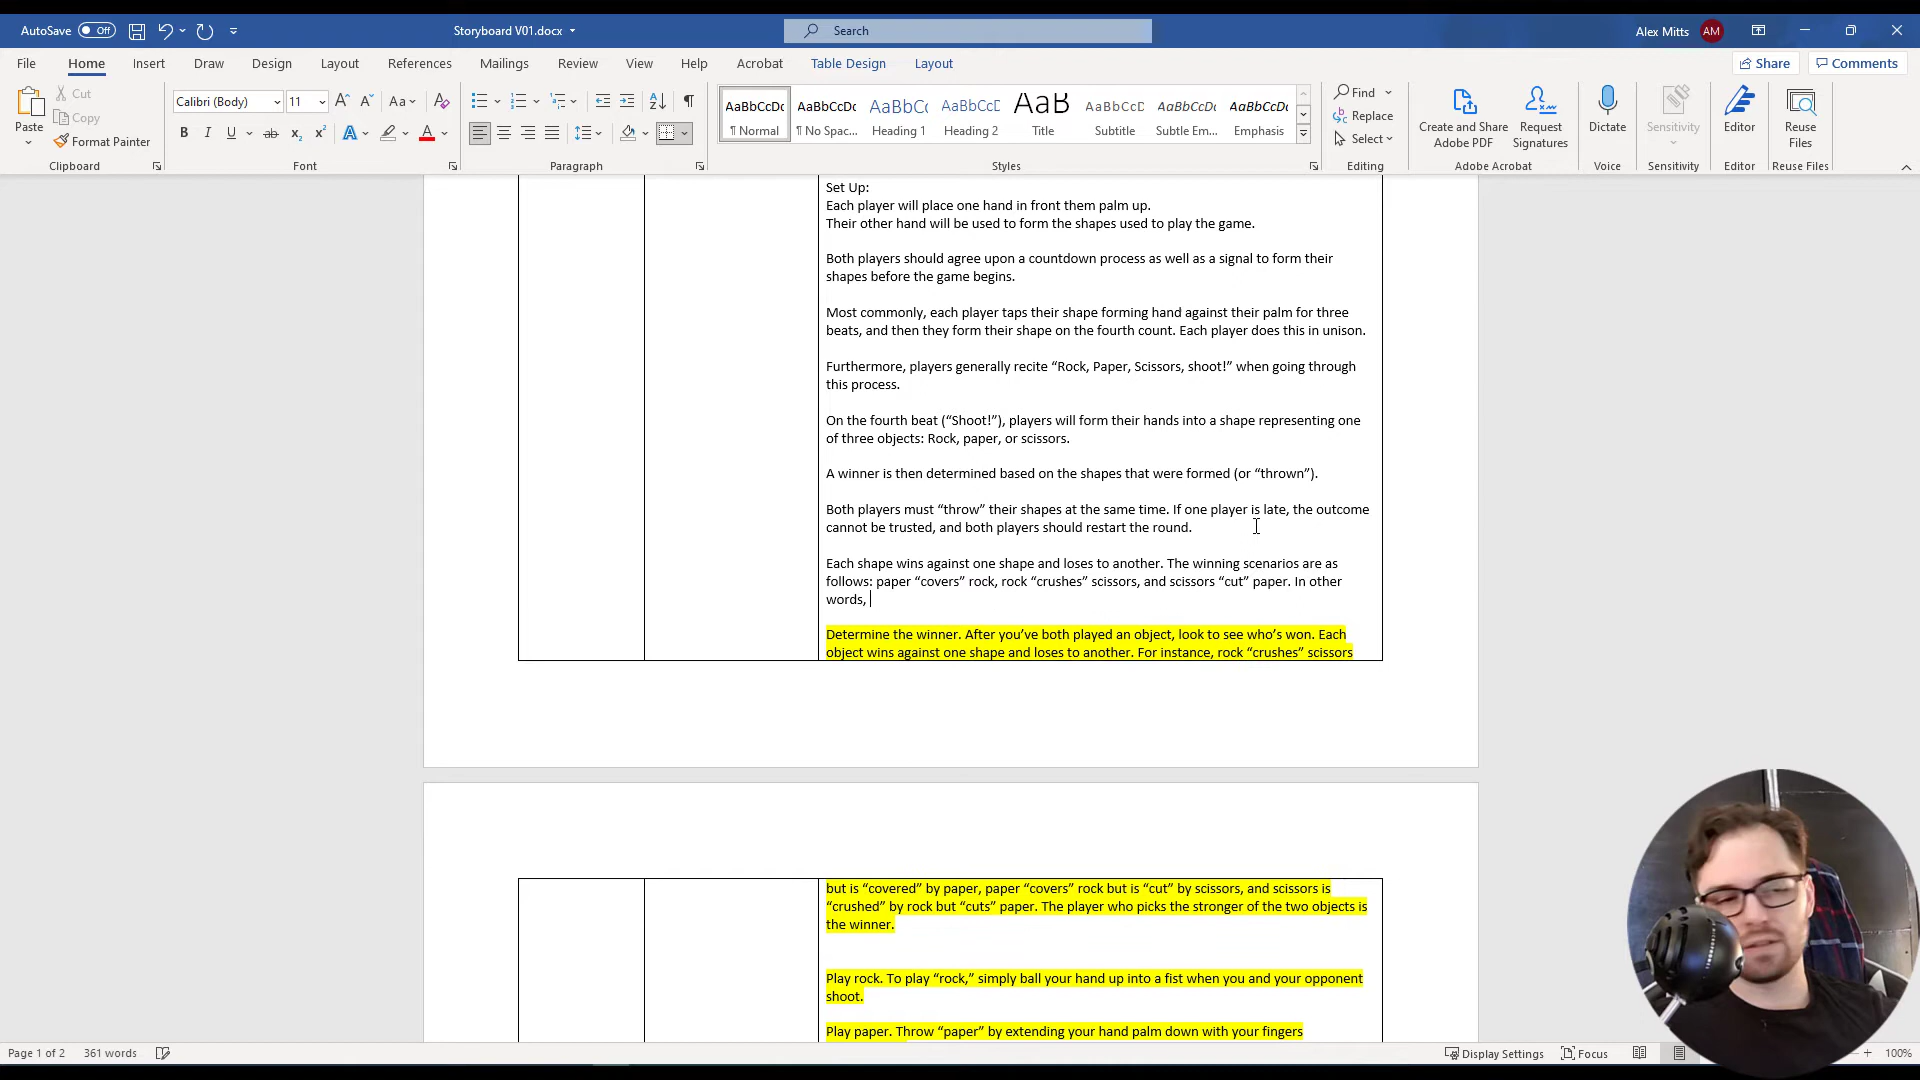 AutoSave Off Storyboard V01.docx Search Alex Mitts AM
File Home Insert Draw Design Layout References Mailings Review View Help Acrobat Table Design Layout Share Comments
Paste
Cut
Copy
Format Painter
Clipboard
Calibri (Body) 11
Font
Paragraph
AaBbCcDc AaBbCcDc AaBbCc AaBbCcD AaB AaBbCcD AaBbCcDc AaBbCcDc
¶ Normal ¶ No Spac... Heading 1 Heading 2 Title Subtitle Subtle Em... Emphasis
Styles
Find
Replace
Select
Editing
Create and Share Adobe PDF
Request Signatures
Adobe Acrobat
Dictate
Voice
Sensitivity
Sensitivity
Editor
Editor
Reuse Files
Reuse Files
Set Up:
Each player will place one hand in front them palm up.
Their other hand will be used to form the shapes used to play the game.
Both players should agree upon a countdown process as well as a signal to form their
shapes before the game begins.
Most commonly, each player taps their shape forming hand against their palm for three
beats, and then they form their shape on the fourth count. Each player does this in unison.
Furthermore, players generally recite “Rock, Paper, Scissors, shoot!” when going through
this process.
On the fourth beat (“Shoot!”), players will form their hands into a shape representing one
of three objects: Rock, paper, or scissors.
A winner is then determined based on the shapes that were formed (or “thrown”).
Both players must “throw” their shapes at the same time. If one player is late, the outcome
cannot be trusted, and both players should restart the round.
Each shape wins against one shape and loses to another. The winning scenarios are as
follows: paper “covers” rock, rock “crushes” scissors, and scissors “cut” paper. In other
words,
Determine the winner. After you’ve both played an object, look to see who’s won. Each
object wins against one shape and loses to another. For instance, rock “crushes” scissors
but is “covered” by paper, paper “covers” rock but is “cut” by scissors, and scissors is
“crushed” by rock but “cuts” paper. The player who picks the stronger of the two objects is
the winner.
Play rock. To play “rock,” simply ball your hand up into a fist when you and your opponent
shoot.
Play paper. Throw “paper” by extending your hand palm down with your fingers
Page 1 of 2 361 words Display Settings Focus 100%